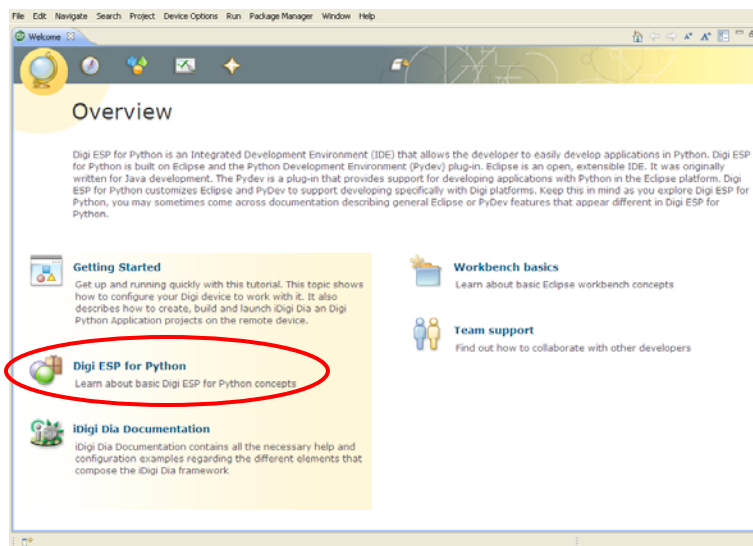 File Edit Navigate Search Project Device Options Run Package Manager Window Help
Welcome
Overview
Digi ESP for Python is an Integrated Development Environment (IDE) that allows the developer to easily develop applications in Python. Digi ESP
for Python is built on Eclipse and the Python Development Environment (Pydev) plug-in. Eclipse is an open, extensible IDE. It was originally
written for Java development. The Pydev is a plug-in that provides support for developing applications with Python in the Eclipse platform. Digi
ESP for Python customizes Eclipse and PyDev to support developing specifically with Digi platforms. Keep this in mind as you explore Digi ESP for
Python, you may sometimes come across documentation describing general Eclipse or PyDev features that appear different in Digi ESP for
Python.
Getting Started
Get up and running quickly with this tutorial. This topic shows
how to configure your Digi device to work with it. It also
describes how to create, build and launch iDigi Dia an Digi
Python Application projects on the remote device.
Digi ESP for Python
Learn about basic Digi ESP for Python concepts
iDigi Dia Documentation
iDigi Dia Documentation contains all the necessary help and
configuration examples regarding the different elements that
compose the iDigi Dia framework
Workbench basics
Learn about basic Eclipse workbench concepts
Team support
Find out how to collaborate with other developers